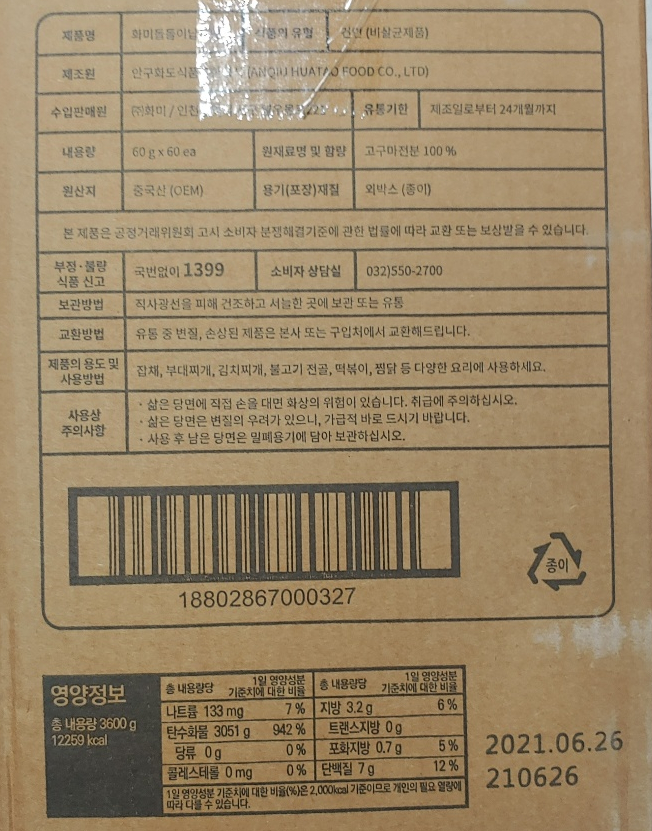 제품명 화미돌돌이납 식품의 유형 건면 (비살균제품)
제조원 안구화도식품 (ANQIU HUATAO FOOD CO., LTD)
수입판매원 ㈜화미 / 인천 유통기한 제조일로부터 24개월까지
내용량 60 g x 60 ea 원재료명 및 함량 고구마전분 100 %
원산지 중국산 (OEM) 용기(포장)재질 외박스 (종이)
본 제품은 공정거래위원회 고시 소비자 분쟁해결기준에 관한 법률에 따라 교환 또는 보상받을 수 있습니다.
부정·불량
식품 신고 국번없이 1399 소비자 상담실 032)550-2700
보관방법 직사광선을 피해 건조하고 서늘한 곳에 보관 또는 유통
교환방법 유통 중 변질, 손상된 제품은 본사 또는 구입처에서 교환해드립니다.
제품의 용도 및
사용방법 잡채, 부대찌개, 김치찌개, 불고기 전골, 떡볶이, 찜닭 등 다양한 요리에 사용하세요.
사용상
주의사항
· 삶은 당면에 직접 손을 대면 화상의 위험이 있습니다. 취급에 주의하십시오.
· 삶은 당면은 변질의 우려가 있으니, 가급적 바로 드시기 바랍니다.
· 사용 후 남은 당면은 밀폐용기에 담아 보관하십시오.
종이
18802867000327
영양정보
총 내용량 3600 g
12259 kcal
총 내용량당 1일 영양성분 기준치에 대한 비율 총 내용량당 1일 영양성분 기준치에 대한 비율
나트륨 133 mg 7 % 지방 3.2 g 6 %
탄수화물 3051 g 942 % 트랜스지방 0 g
당류 0 g 0 % 포화지방 0.7 g 5 %
콜레스테롤 0 mg 0 % 단백질 7 g 12 %
1일 영양성분 기준치에 대한 비율(%)은 2,000kcal 기준이므로 개인의 필요 열량에
따라 다를 수 있습니다.
2021.06.26
210626